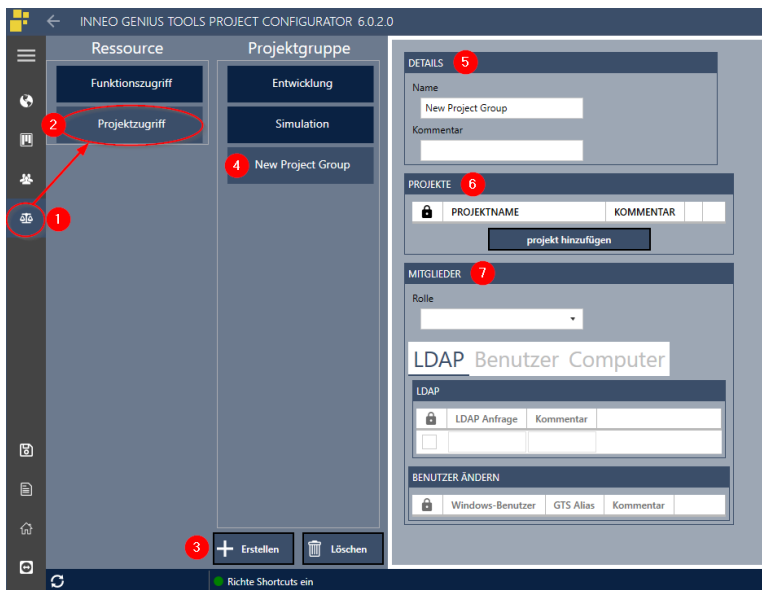 INNEO GENIUS TOOLS PROJECT CONFIGURATOR 6.0.2.0
Ressource
Funktionszugriff
2
Projektzugriff
1
Projektgruppe
Entwicklung
Simulation
4
New Project Group
3
Erstellen
Löschen
DETAILS
5
Name
New Project Group
Kommentar
PROJEKTE
6
PROJEKTNAME KOMMENTAR
projekt hinzufügen
MITGLIEDER
7
Rolle
LDAP Benutzer Computer
LDAP
LDAP Anfrage Kommentar
BENUTZER ÄNDERN
Windows-Benutzer GTS Alias Kommentar
Richte Shortcuts ein